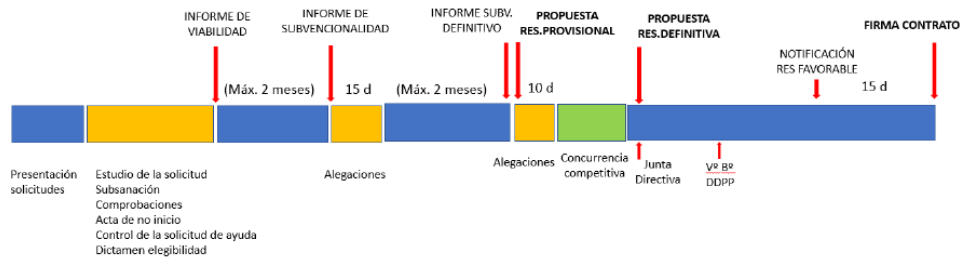 INFORME DE
VIABILIDAD
INFORME DE
SUBVENCIONALIDAD
INFORME SUBV.
DEFINITIVO
PROPUESTA
RES.PROVISIONAL
PROPUESTA
RES.DEFINITIVA
NOTIFICACIÓN
RES FAVORABLE
FIRMA CONTRATO
(Máx. 2 meses)
15 d
(Máx. 2 meses)
10 d
15 d
Presentación
solicitudes
Estudio de la solicitud
Subsanación
Comprobaciones
Acta de no inicio
Control de la solicitud de ayuda
Dictamen elegibilidad
Alegaciones
Alegaciones
Concurrencia
competitiva
Junta
Directiva
Vº Bº
DDPP